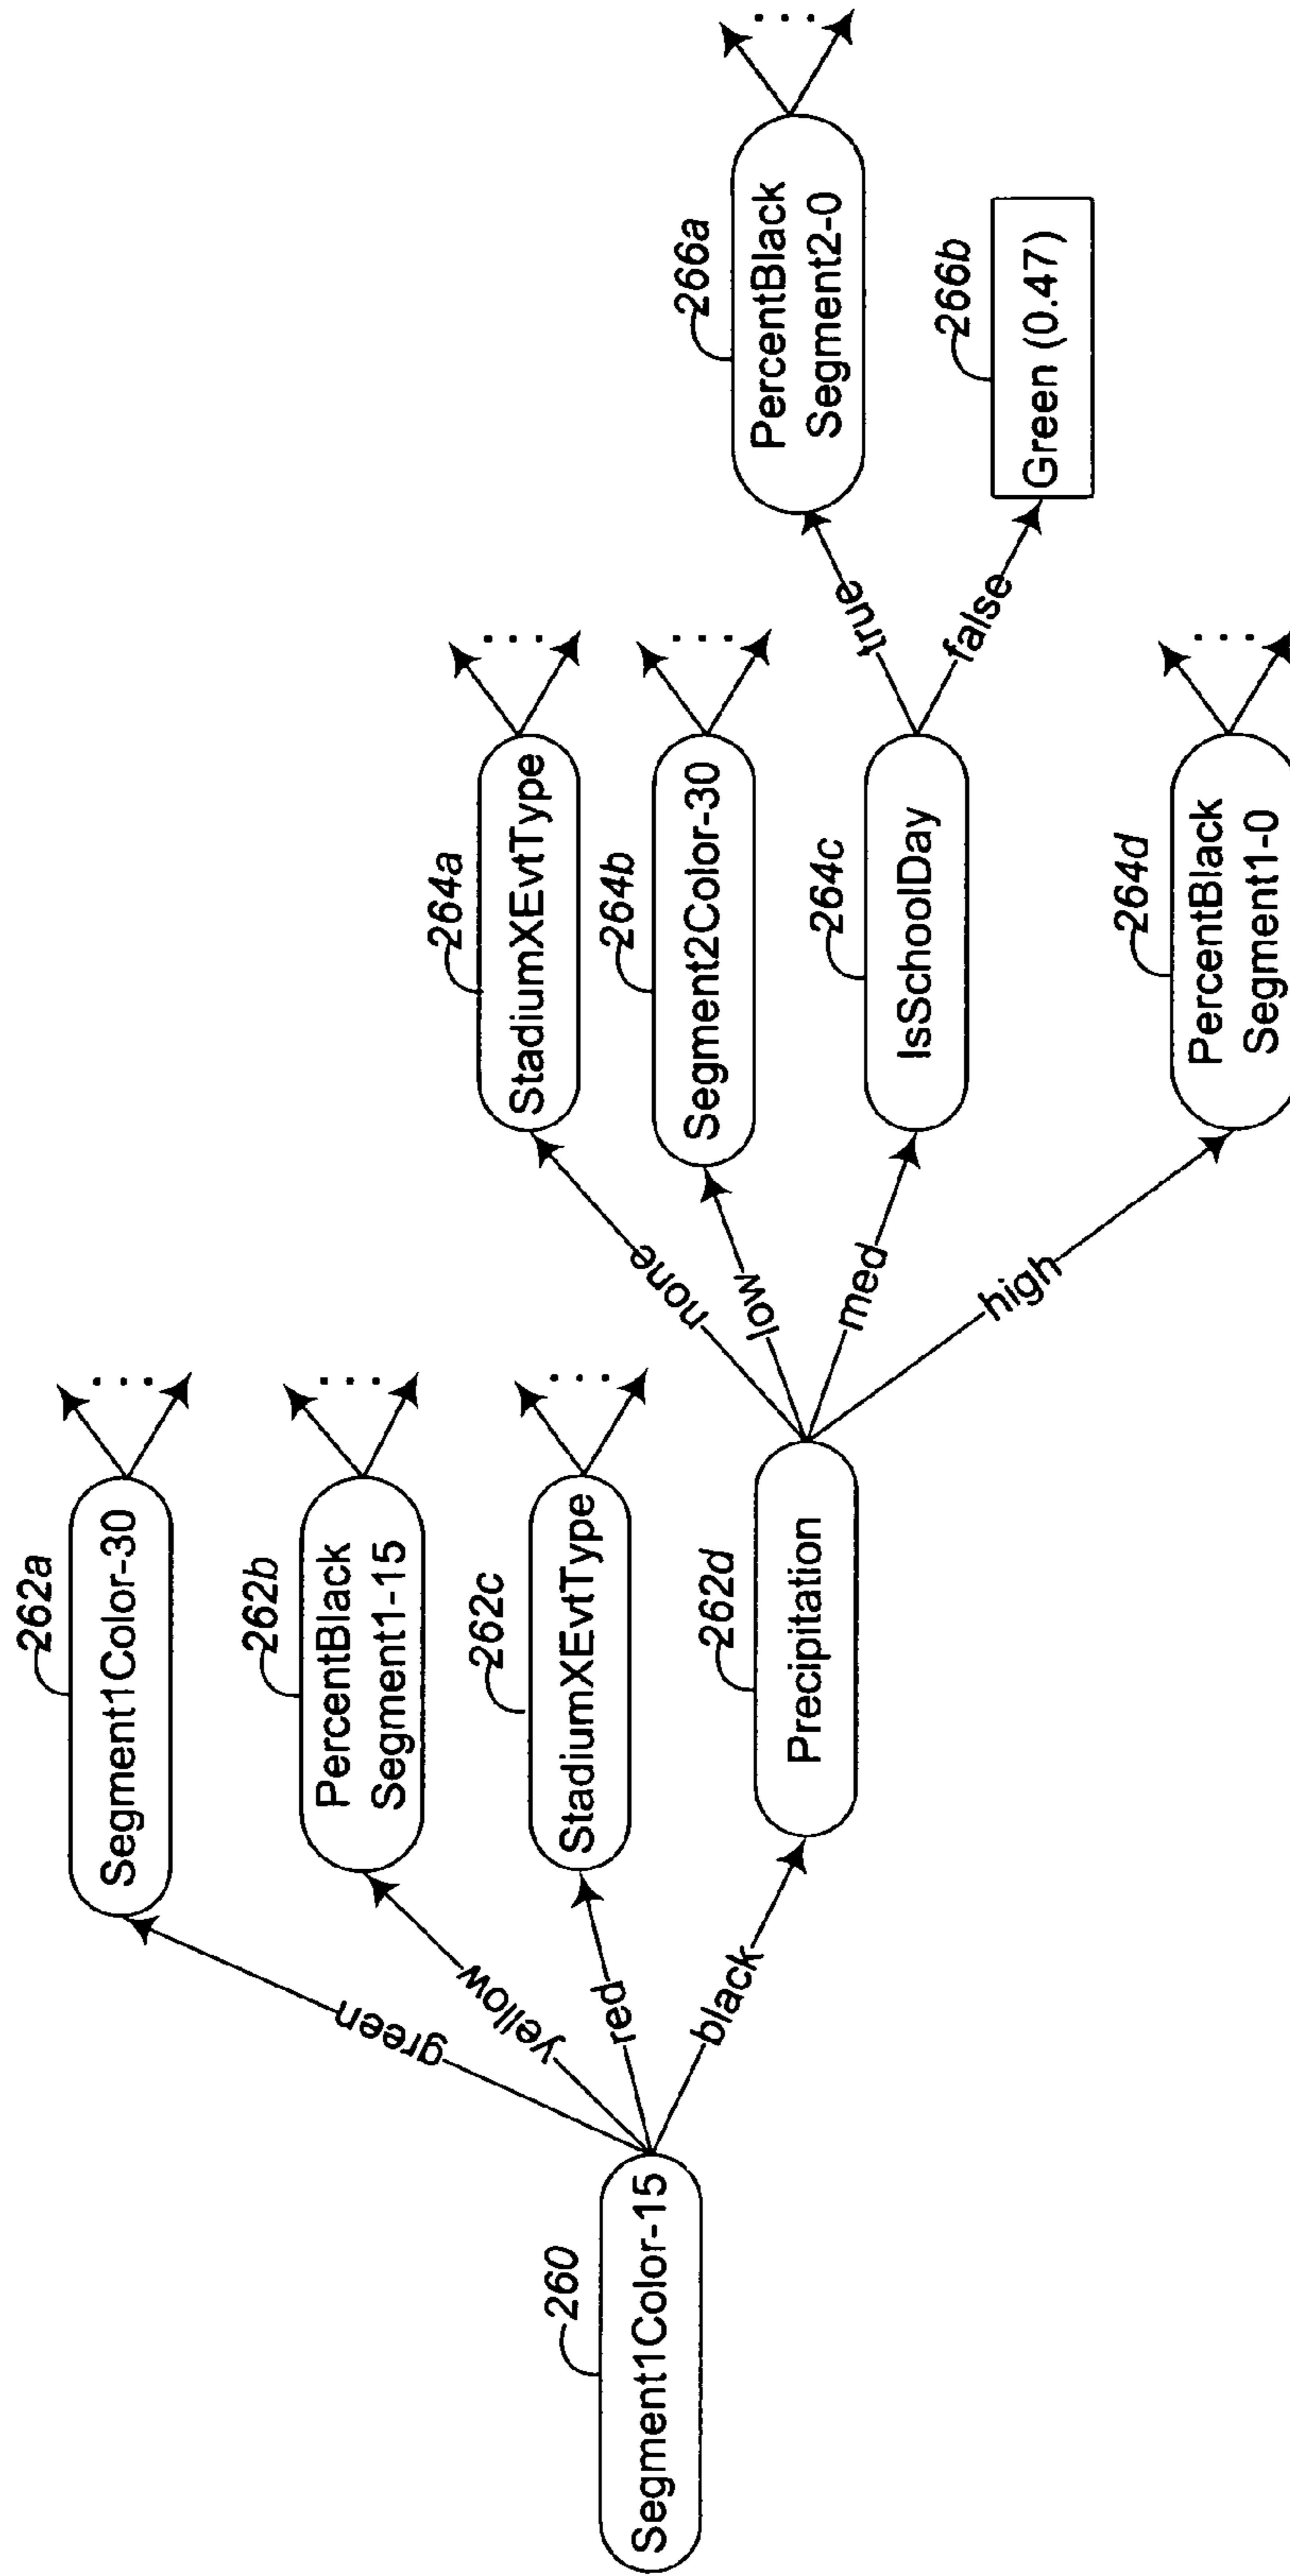 260
Segment1Color-15
green
yellow
red
black
262a
Segment1Color-30
262b
PercentBlack
Segment1-15
262c
StadiumXEvtType
262d
Precipitation
none
low
med
high
264a
StadiumXEvtType
264b
Segment2Color-30
264c
IsSchoolDay
264d
PercentBlack
Segment1-0
true
false
266a
PercentBlack
Segment2-0
266b
Green (0.47)